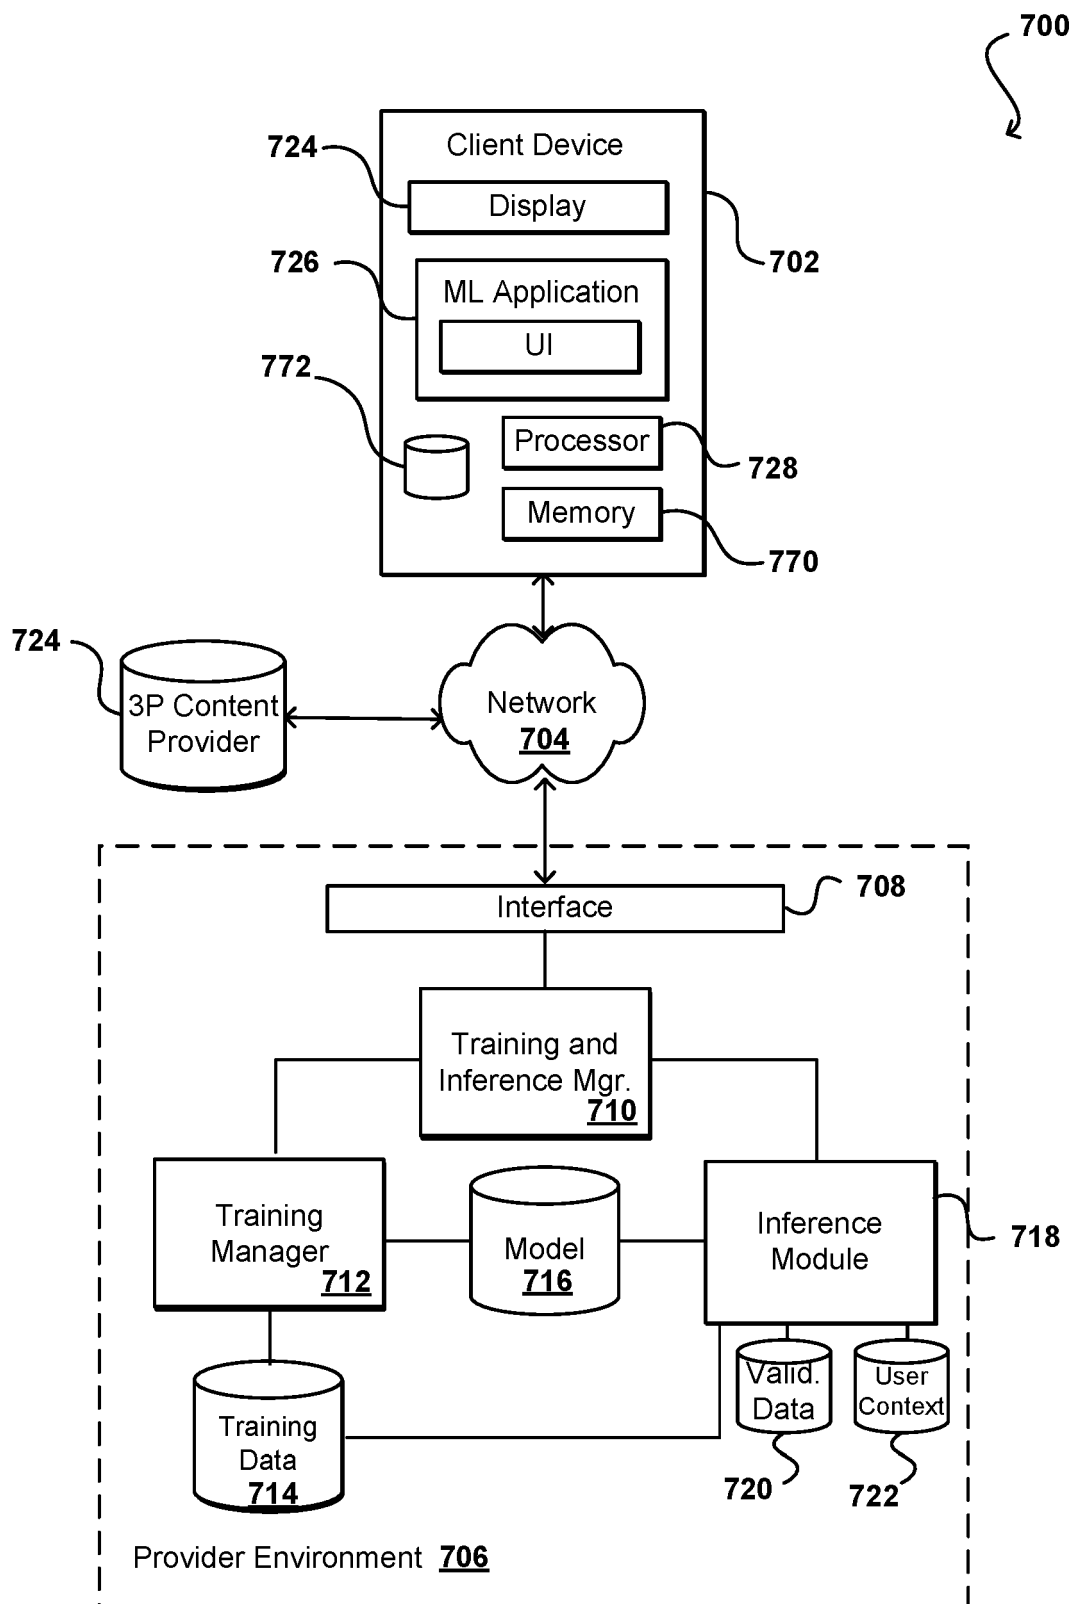 700
Client Device
724
Display
702
726
ML Application
UI
772
Processor
728
Memory
770
724
3P Content
Provider
Network
704
Interface
708
Training and
Inference Mgr.
710
Training
Manager
712
Model
716
Inference
Module
718
Training
Data
714
Valid.
Data
720
User
Context
722
Provider Environment 706